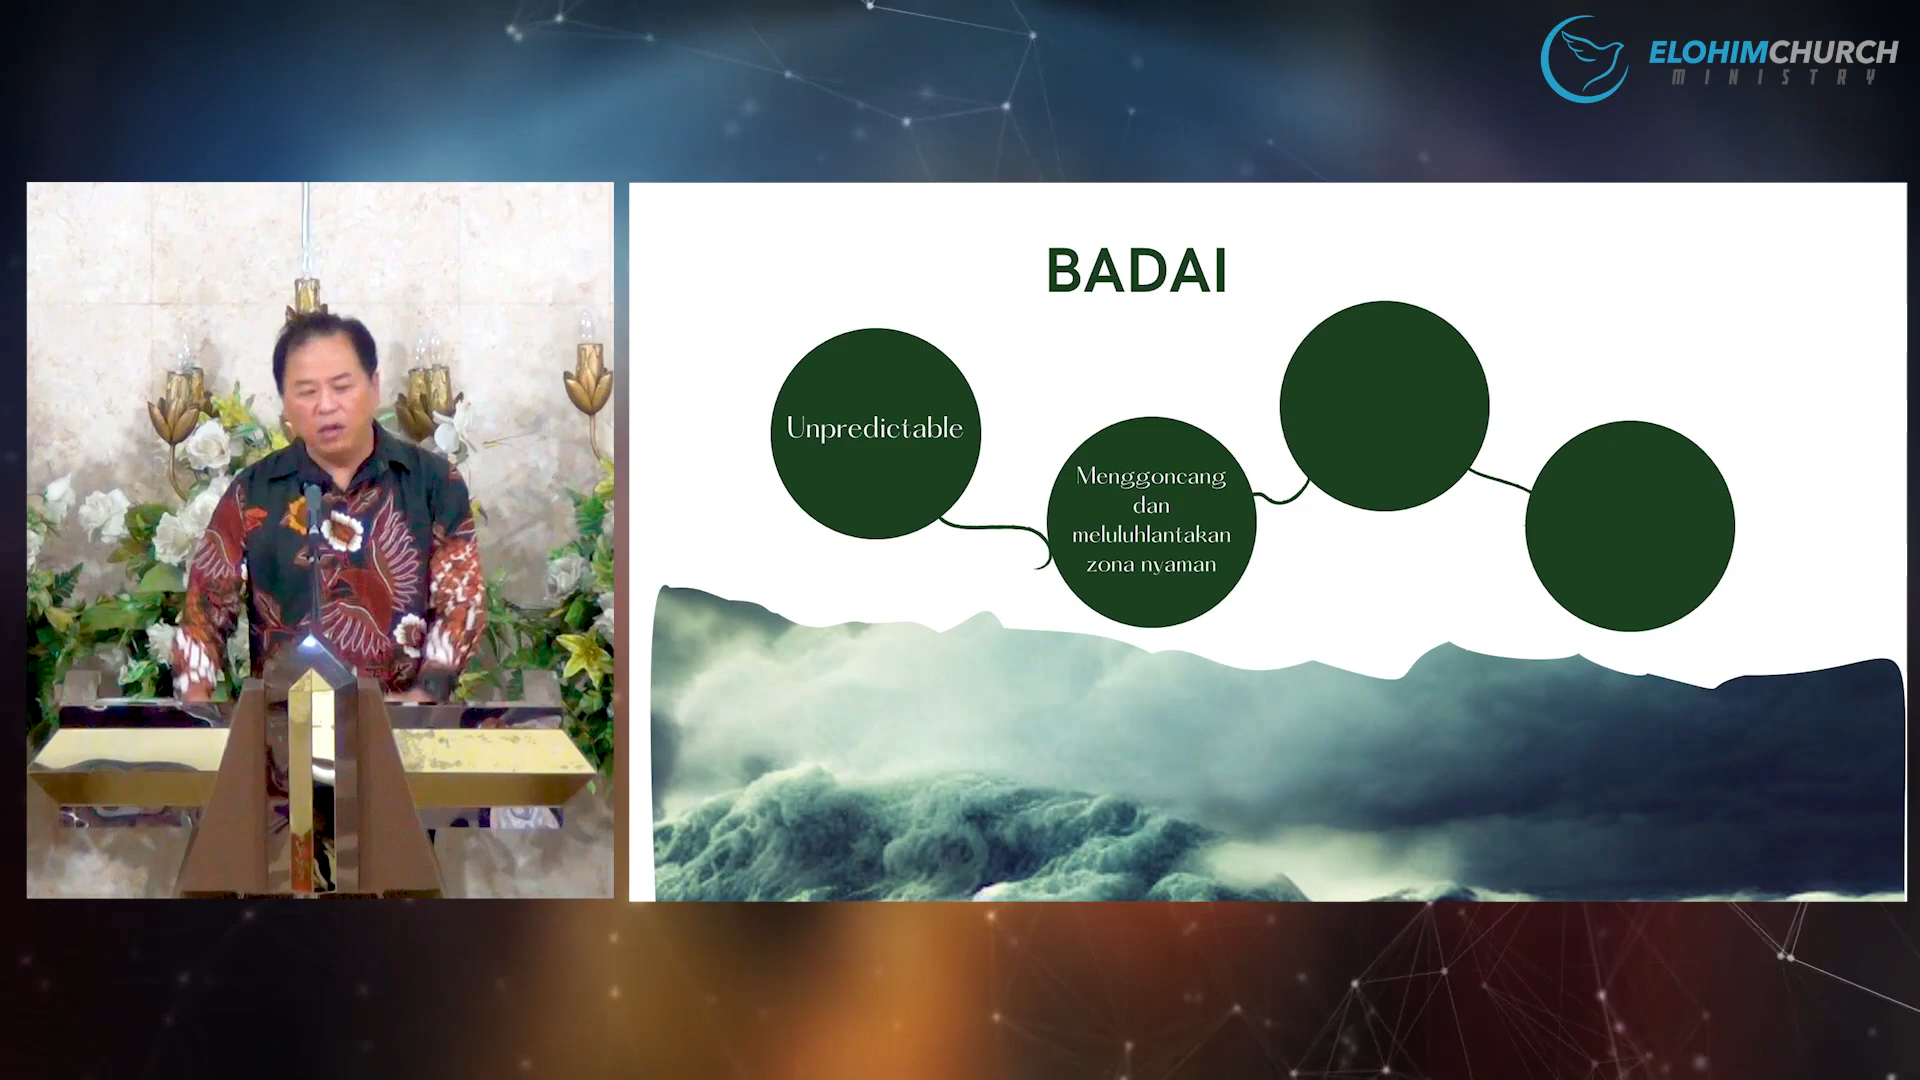 ELOHIMCHURCH
MINISTRY
BADAI
Unpredictable
Menggoncang
dan
meluluhlantakan
zona nyaman